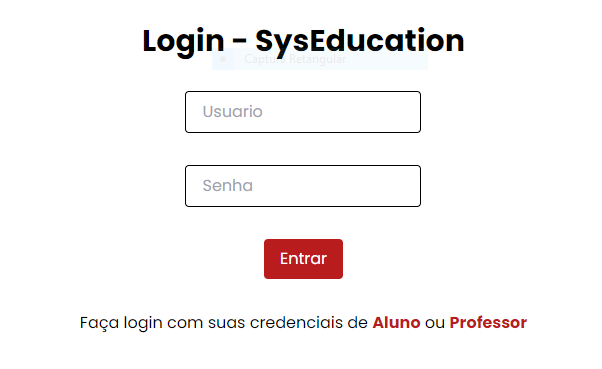 Login - SysEducation
Captura Retangular
Usuario
Senha
Entrar
Faça login com suas credenciais de Aluno ou Professor